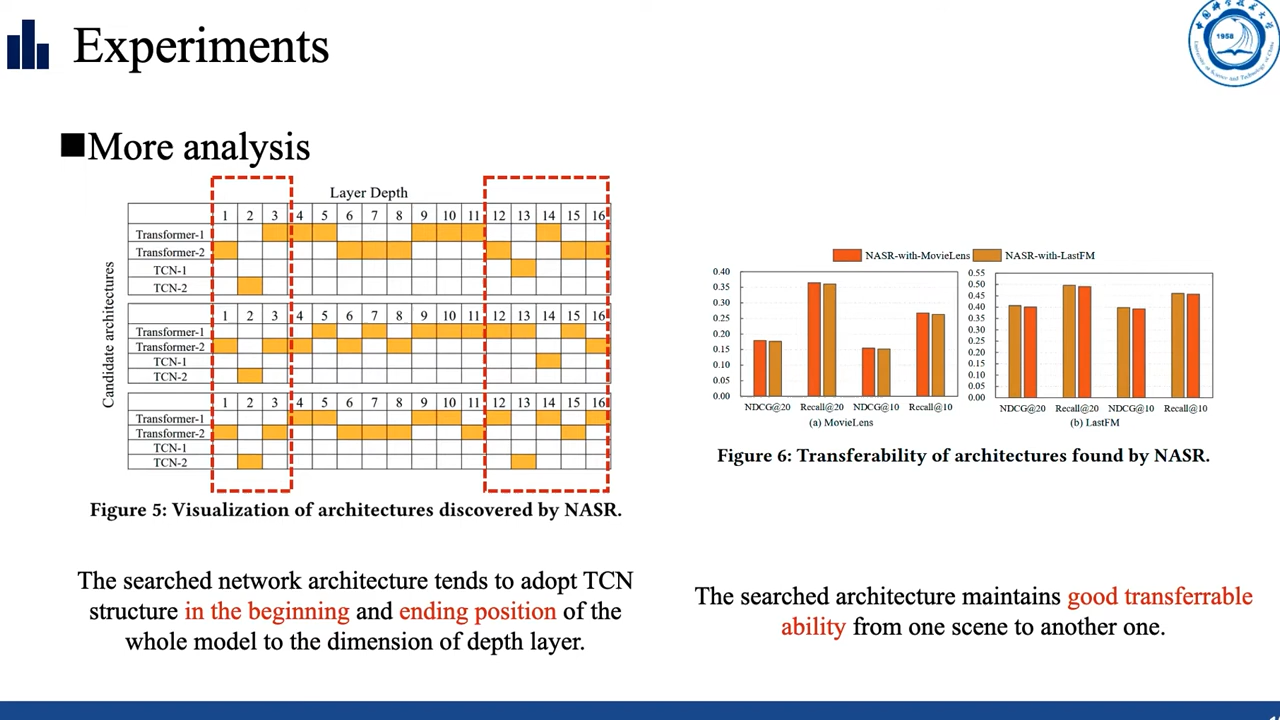 Experiments
1958
University of Science and Technology of China
More analysis
Layer Depth
Candidate architectures
1 2 3 4 5 6 7 8 9 10 11 12 13 14 15 16
Transformer-1
Transformer-2
TCN-1
TCN-2
1 2 3 4 5 6 7 8 9 10 11 12 13 14 15 16
Transformer-1
Transformer-2
TCN-1
TCN-2
1 2 3 4 5 6 7 8 9 10 11 12 13 14 15 16
Transformer-1
Transformer-2
TCN-1
TCN-2
Figure 5: Visualization of architectures discovered by NASR.
The searched network architecture tends to adopt TCN
structure in the beginning and ending position of the
whole model to the dimension of depth layer.
NASR-with-MovieLens NASR-with-LastFM
0.40
0.35
0.30
0.25
0.20
0.15
0.10
0.05
0.00
NDCG@20 Recall@20 NDCG@10 Recall@10
(a) MovieLens
0.55
0.50
0.45
0.40
0.35
0.30
0.25
0.20
0.15
0.10
0.05
0.00
NDCG@20 Recall@20 NDCG@10 Recall@10
(b) LastFM
Figure 6: Transferability of architectures found by NASR.
The searched architecture maintains good transferrable
ability from one scene to another one.